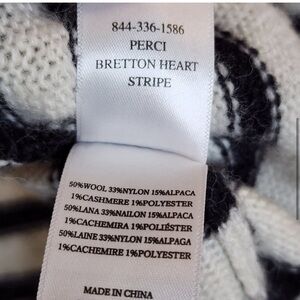 844-336-1586
PERCI
BRETTON HEART
STRIPE
50%WOOL 33%NYLON 15%ALPACA
1%CASHMERE 1%POLYESTER
50%LANA 33%NAILON 15%ALPACA
1%CACHEMIRA 1%POLIÉSTER
50%LAINE 33%NYLON 15%ALPAGA
1%CACHEMIRE 1%POLYESTER
MADE IN CHINA